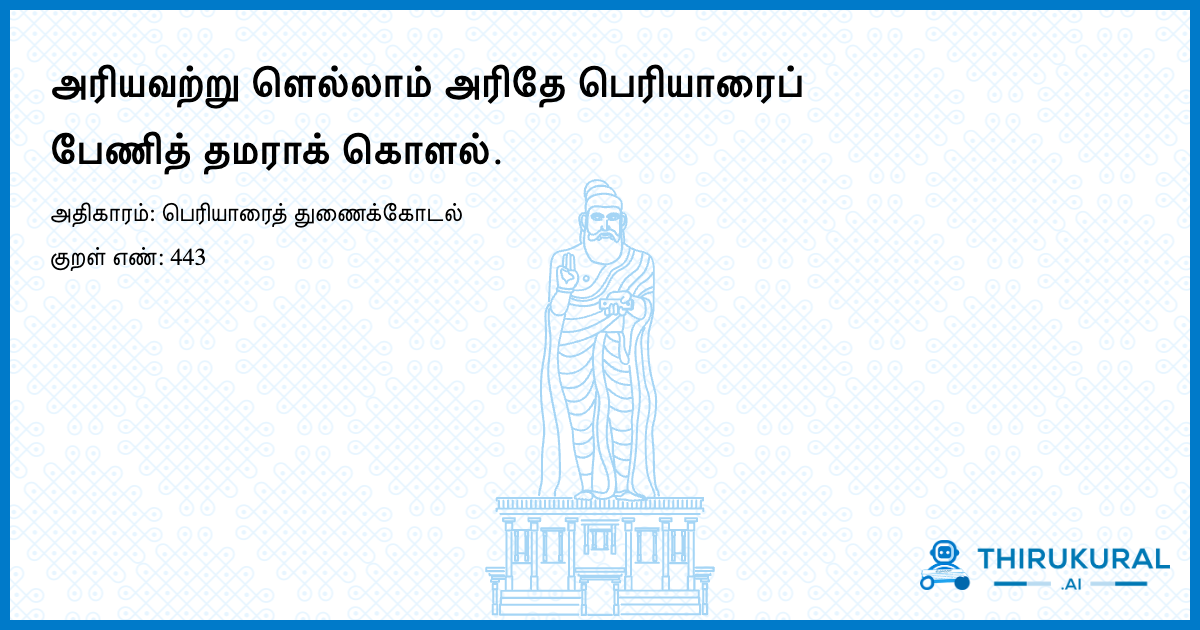 அரியவற்று ளெல்லாம் அரிதே பெரியாரைப்
பேணித் தமராக் கொளல்.
அதிகாரம்: பெரியாரைத் துணைக்கோடல்
குறள் எண்: 443
THIRUKURAL
.AI